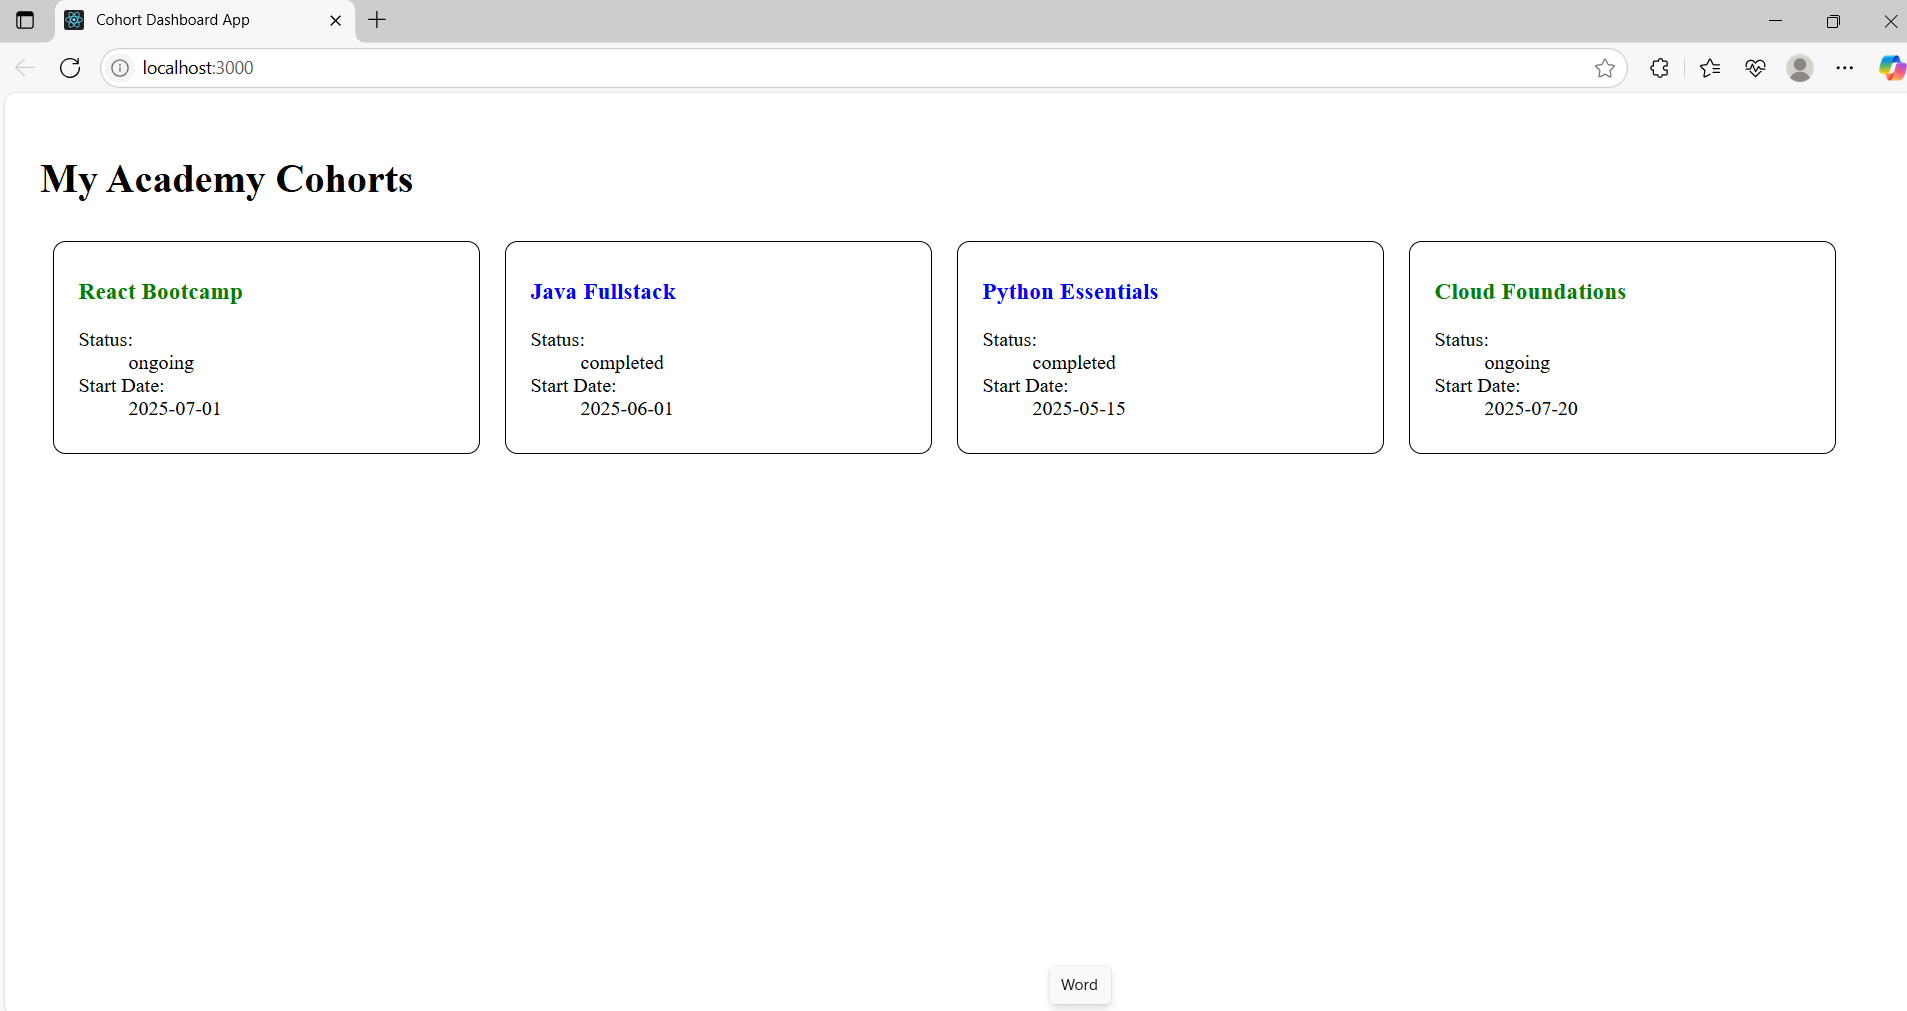 Cohort Dashboard App
localhost:3000
My Academy Cohorts
React Bootcamp
Status:
ongoing
Start Date:
2025-07-01
Java Fullstack
Status:
completed
Start Date:
2025-06-01
Python Essentials
Status:
completed
Start Date:
2025-05-15
Cloud Foundations
Status:
ongoing
Start Date:
2025-07-20
Word